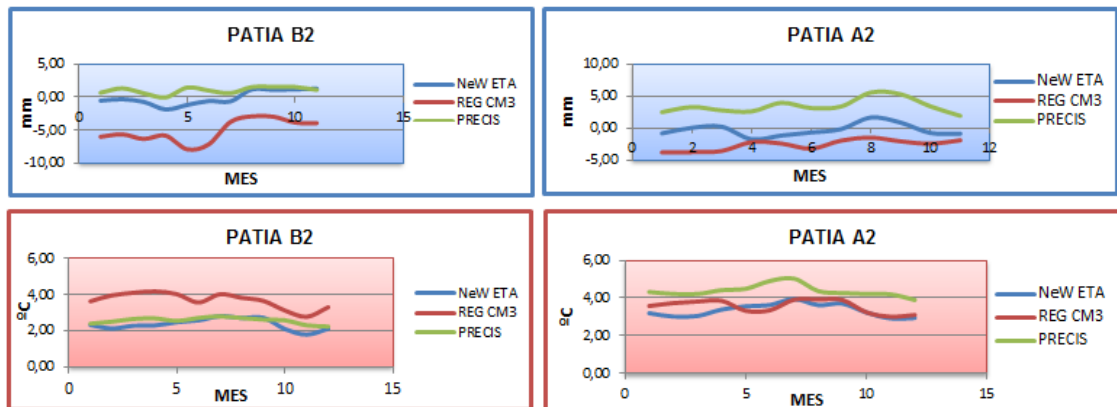 PATIA B2
5,00
0,00
-5,00
-10,00
mm
0
5
10
15
MES
NeW ETA
REG CM3
PRECIS
PATIA A2
10,00
5,00
0,00
-5,00
mm
0
2
4
6
8
10
12
MES
NeW ETA
REG CM3
PRECIS
PATIA B2
6,00
4,00
2,00
0,00
ºC
0
5
10
15
MES
NeW ETA
REG CM3
PRECIS
PATIA A2
6,00
4,00
2,00
0,00
ºC
0
5
10
15
MES
NeW ETA
REG CM3
PRECIS